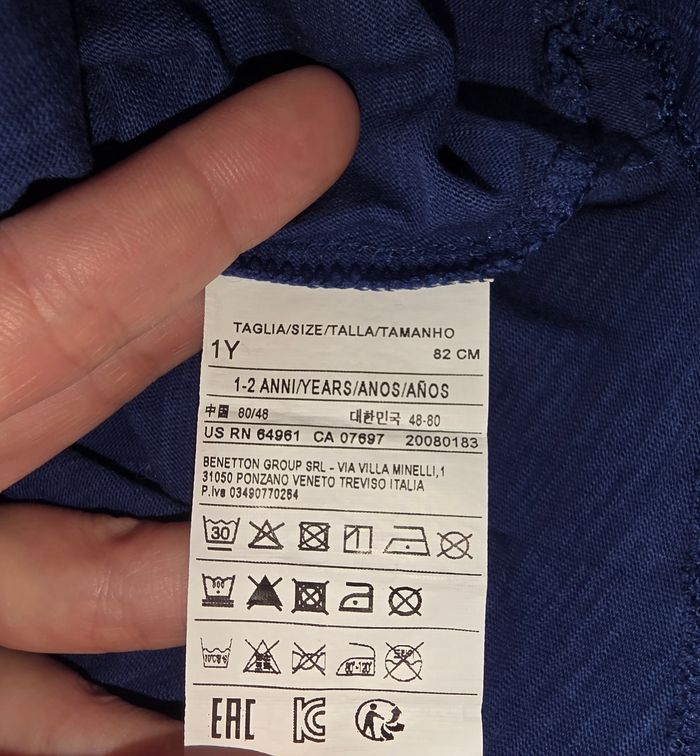 TAGLIA/SIZE/TALLA/TAMANHO
1Y 82 CM
1-2 ANNI/YEARS/ANOS/AÑOS
中国 80/48 대한민국 48-80
US RN 64961 CA 07697 20080183
BENETTON GROUP SRL - VIA VILLA MINELLI,1
31050 PONZANO VENETO TREVISO ITALIA
P.iva 03490770264
30
80˚-120˚
EAC KC